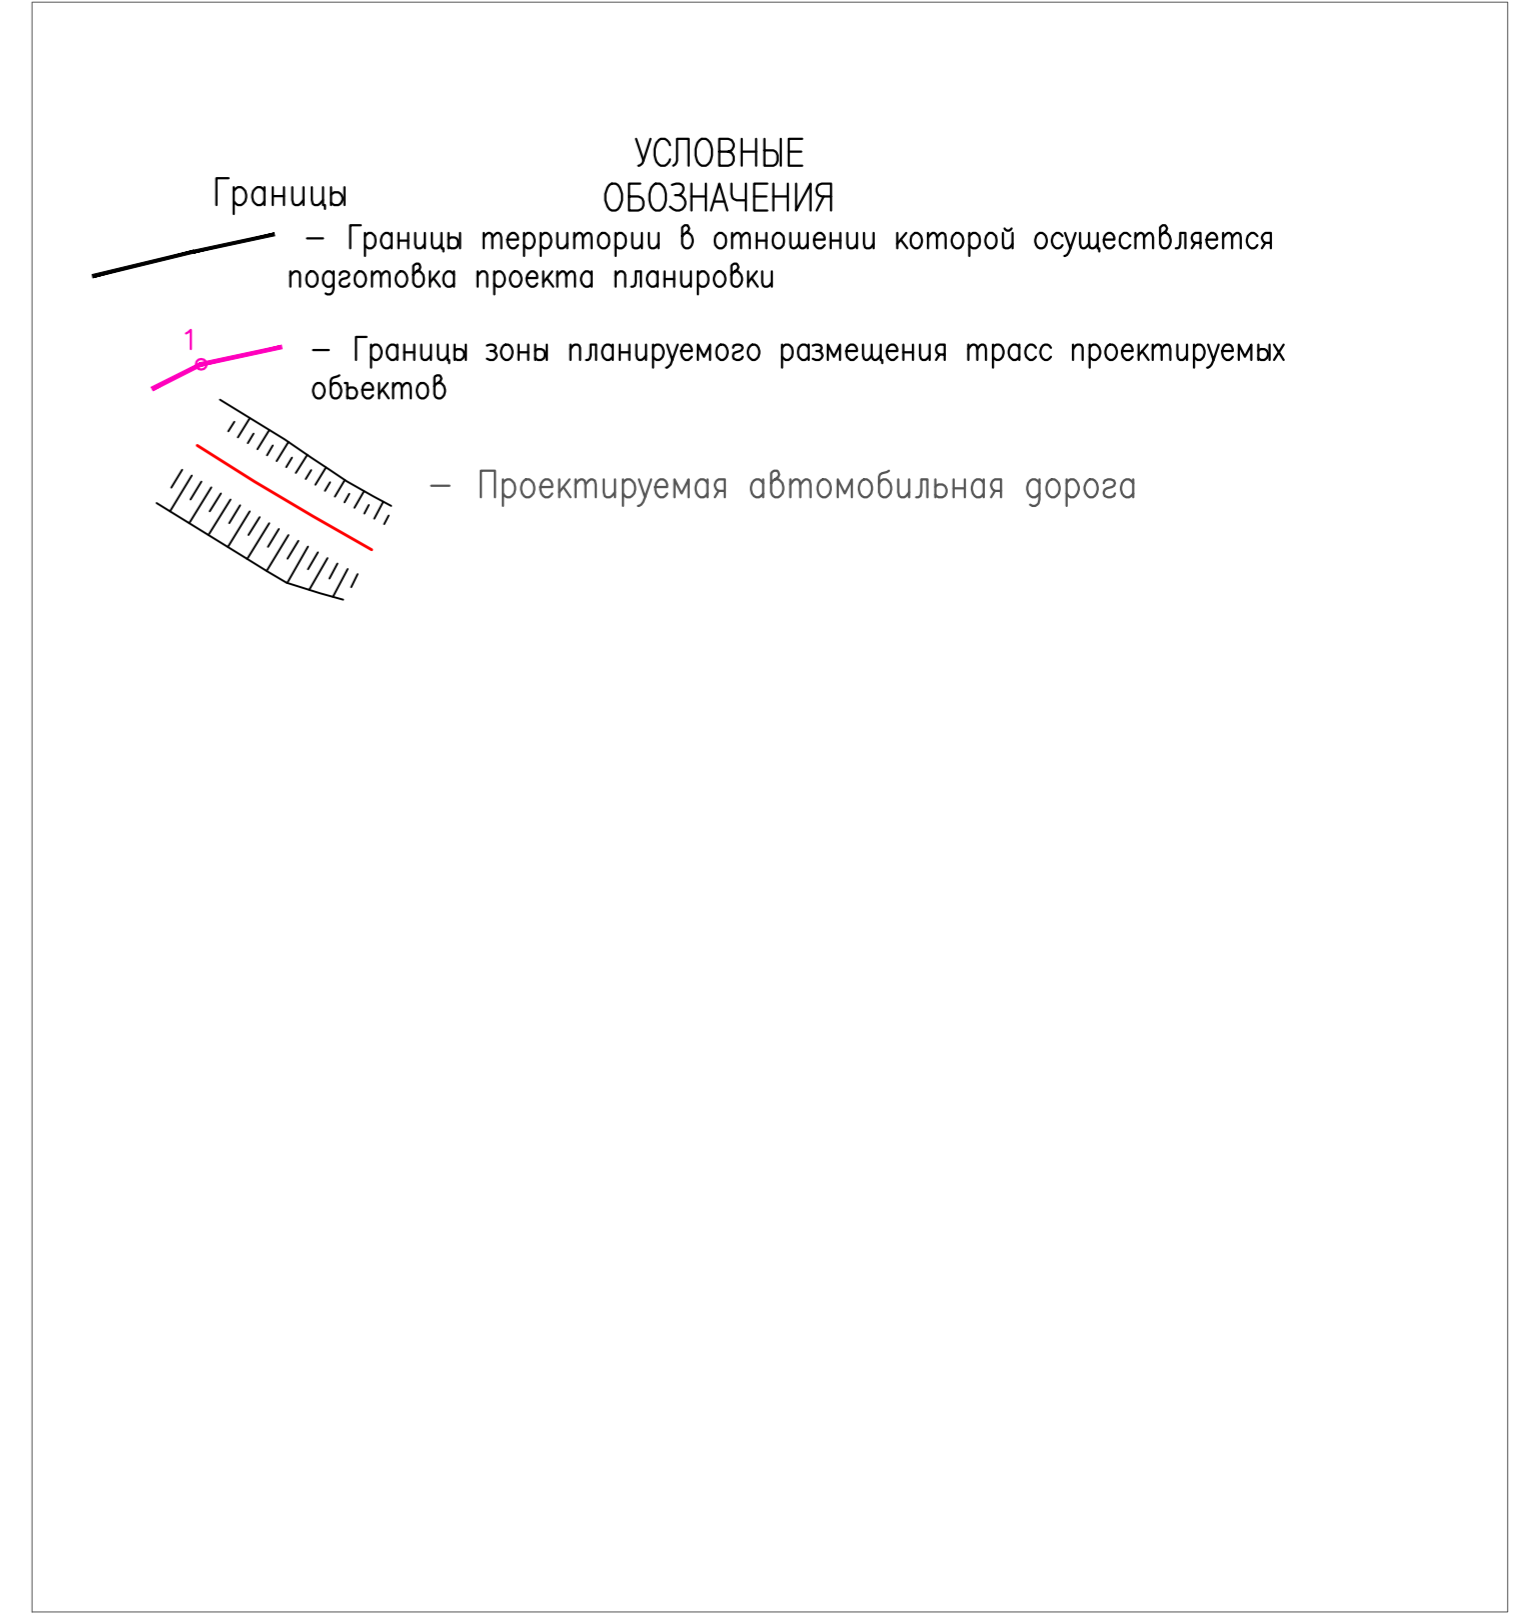 УСЛОВНЫЕ
ОБОЗНАЧЕНИЯ
Границы
– Границы территории в отношении которой осуществляется
подготовка проекта планировки
1
– Границы зоны планируемого размещения трасс проектируемых
объектов
– Проектируемая автомобильная дорога